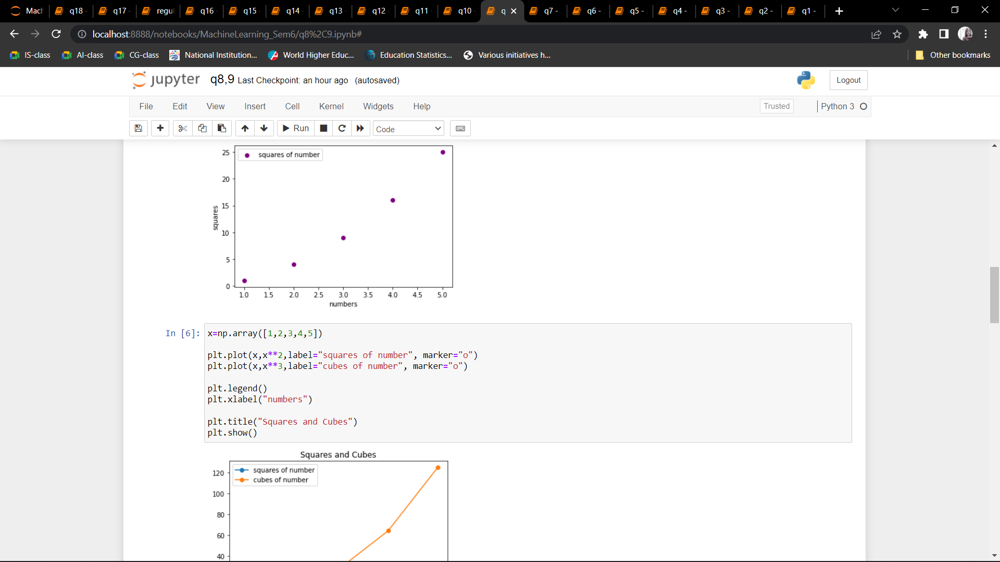 Mach q18 - q17 - regul q16 - q15 - q14 - q13 - q12 - q11 - q10 - q q7 - q6 - q5 - q4 - q3 - q2 - q1 -
localhost:8888/notebooks/MachineLearning_Sem6/q8%2C9.ipynb#
IS-class AI-class CG-class National Institution... World Higher Educ... Education Statistics... Various initiatives h... Other bookmarks
jupyter q8,9 Last Checkpoint: an hour ago (autosaved) Logout
File Edit View Insert Cell Kernel Widgets Help Trusted Python 3
Run Code
squares of number
25
20
15
10
5
0
squares
1.0 1.5 2.0 2.5 3.0 3.5 4.0 4.5 5.0
numbers
In [6]: x=np.array([1,2,3,4,5])
plt.plot(x,x**2,label="squares of number", marker="o")
plt.plot(x,x**3,label="cubes of number", marker="o")
plt.legend()
plt.xlabel("numbers")
plt.title("Squares and Cubes")
plt.show()
Squares and Cubes
squares of number
cubes of number
120
100
80
60
40